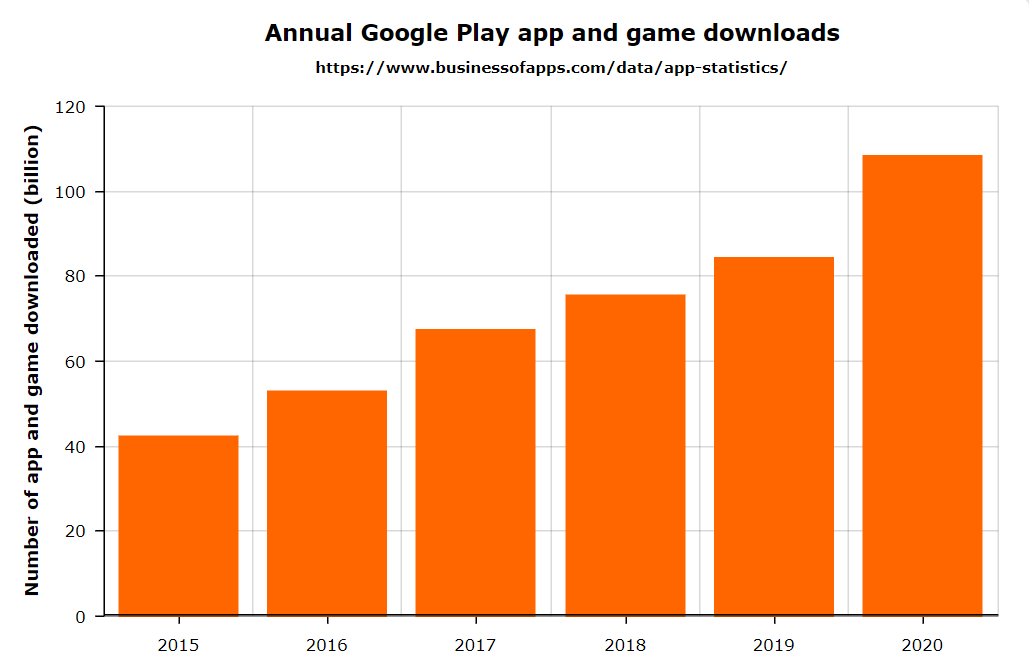 Annual Google Play app and game downloads
https://www.businessofapps.com/data/app-statistics/
Number of app and game downloaded (billion)
120
100
80
60
40
20
0
2015 2016 2017 2018 2019 2020